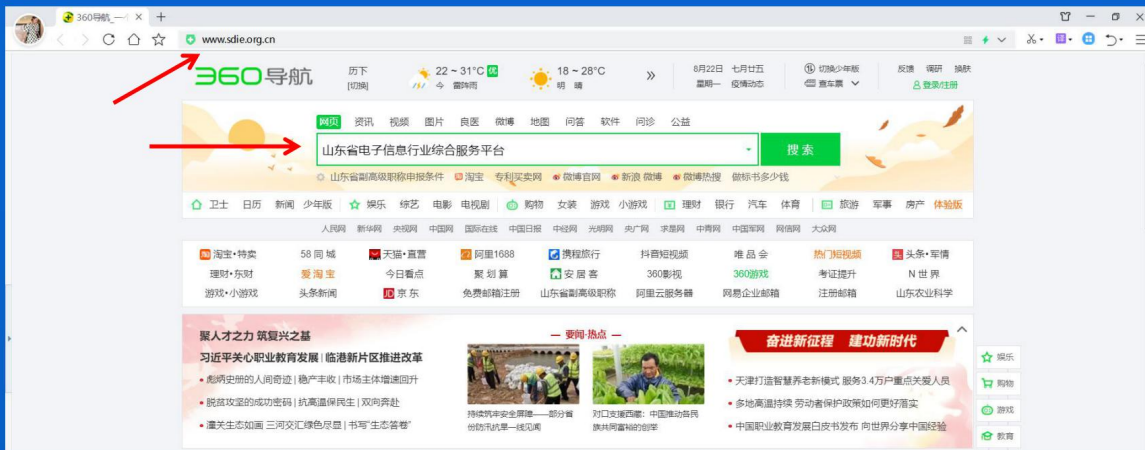 360导航_一个
www.sdie.org.cn
360导航
历下 22 ~ 31°C 优 18 ~ 28°C 8月22日 七月廿五 切换少年版 反馈 调研 换肤
[切换] 今 雷阵雨 明 晴 星期一 疫情动态 查车票 登录/注册
网页 资讯 视频 图片 良医 微博 地图 问答 软件 问诊 公益
山东省电子信息行业综合服务平台 搜索
山东省副高级职称申报条件 淘宝 专利买卖网 微博官网 新浪 微博 微博热搜 做标书多少钱
卫士 日历 新闻 少年版 娱乐 综艺 电影 电视剧 购物 女装 游戏 小游戏 理财 银行 汽车 体育 旅游 军事 房产 体验版
人民网 新华网 央视网 中国网 国际在线 中国日报 中经网 光明网 央广网 求是网 中青网 中国军网 网信网 大众网
淘宝•特卖 58同城 天猫•直营 阿里1688 携程旅行 抖音短视频 唯品会 热门短视频 头条•军情
理财•东财 爱淘宝 今日看点 聚划算 安居客 360影视 360游戏 考证提升 N世界
游戏•小游戏 头条新闻 JD京东 免费邮箱注册 山东省副高级职称 阿里云服务器 网易企业邮箱 注册邮箱 山东农业科学
聚人才之力 筑复兴之基
习近平关心职业教育发展 | 临港新片区推进改革
• 彪炳史册的人间奇迹 | 稳产丰收 | 市场主体增速回升
• 脱贫攻坚的成功密码 | 抗高温保民生 | 双向奔赴
• 潼关生态如画 三河交汇绿色尽显 | 书写"生态答卷"
— 要闻·热点 —
持续筑牢安全屏障——部分省
份防汛抗旱一线见闻
对口支援西藏：中国推动各民
族共同富裕的创举
奋进新征程 建功新时代
• 天津打造智慧养老新模式 服务3.4万户重点关爱人员
• 多地高温持续 劳动者保护政策如何更好落实
• 中国职业教育发展白皮书发布 向世界分享中国经验
娱乐
购物
游戏
教育